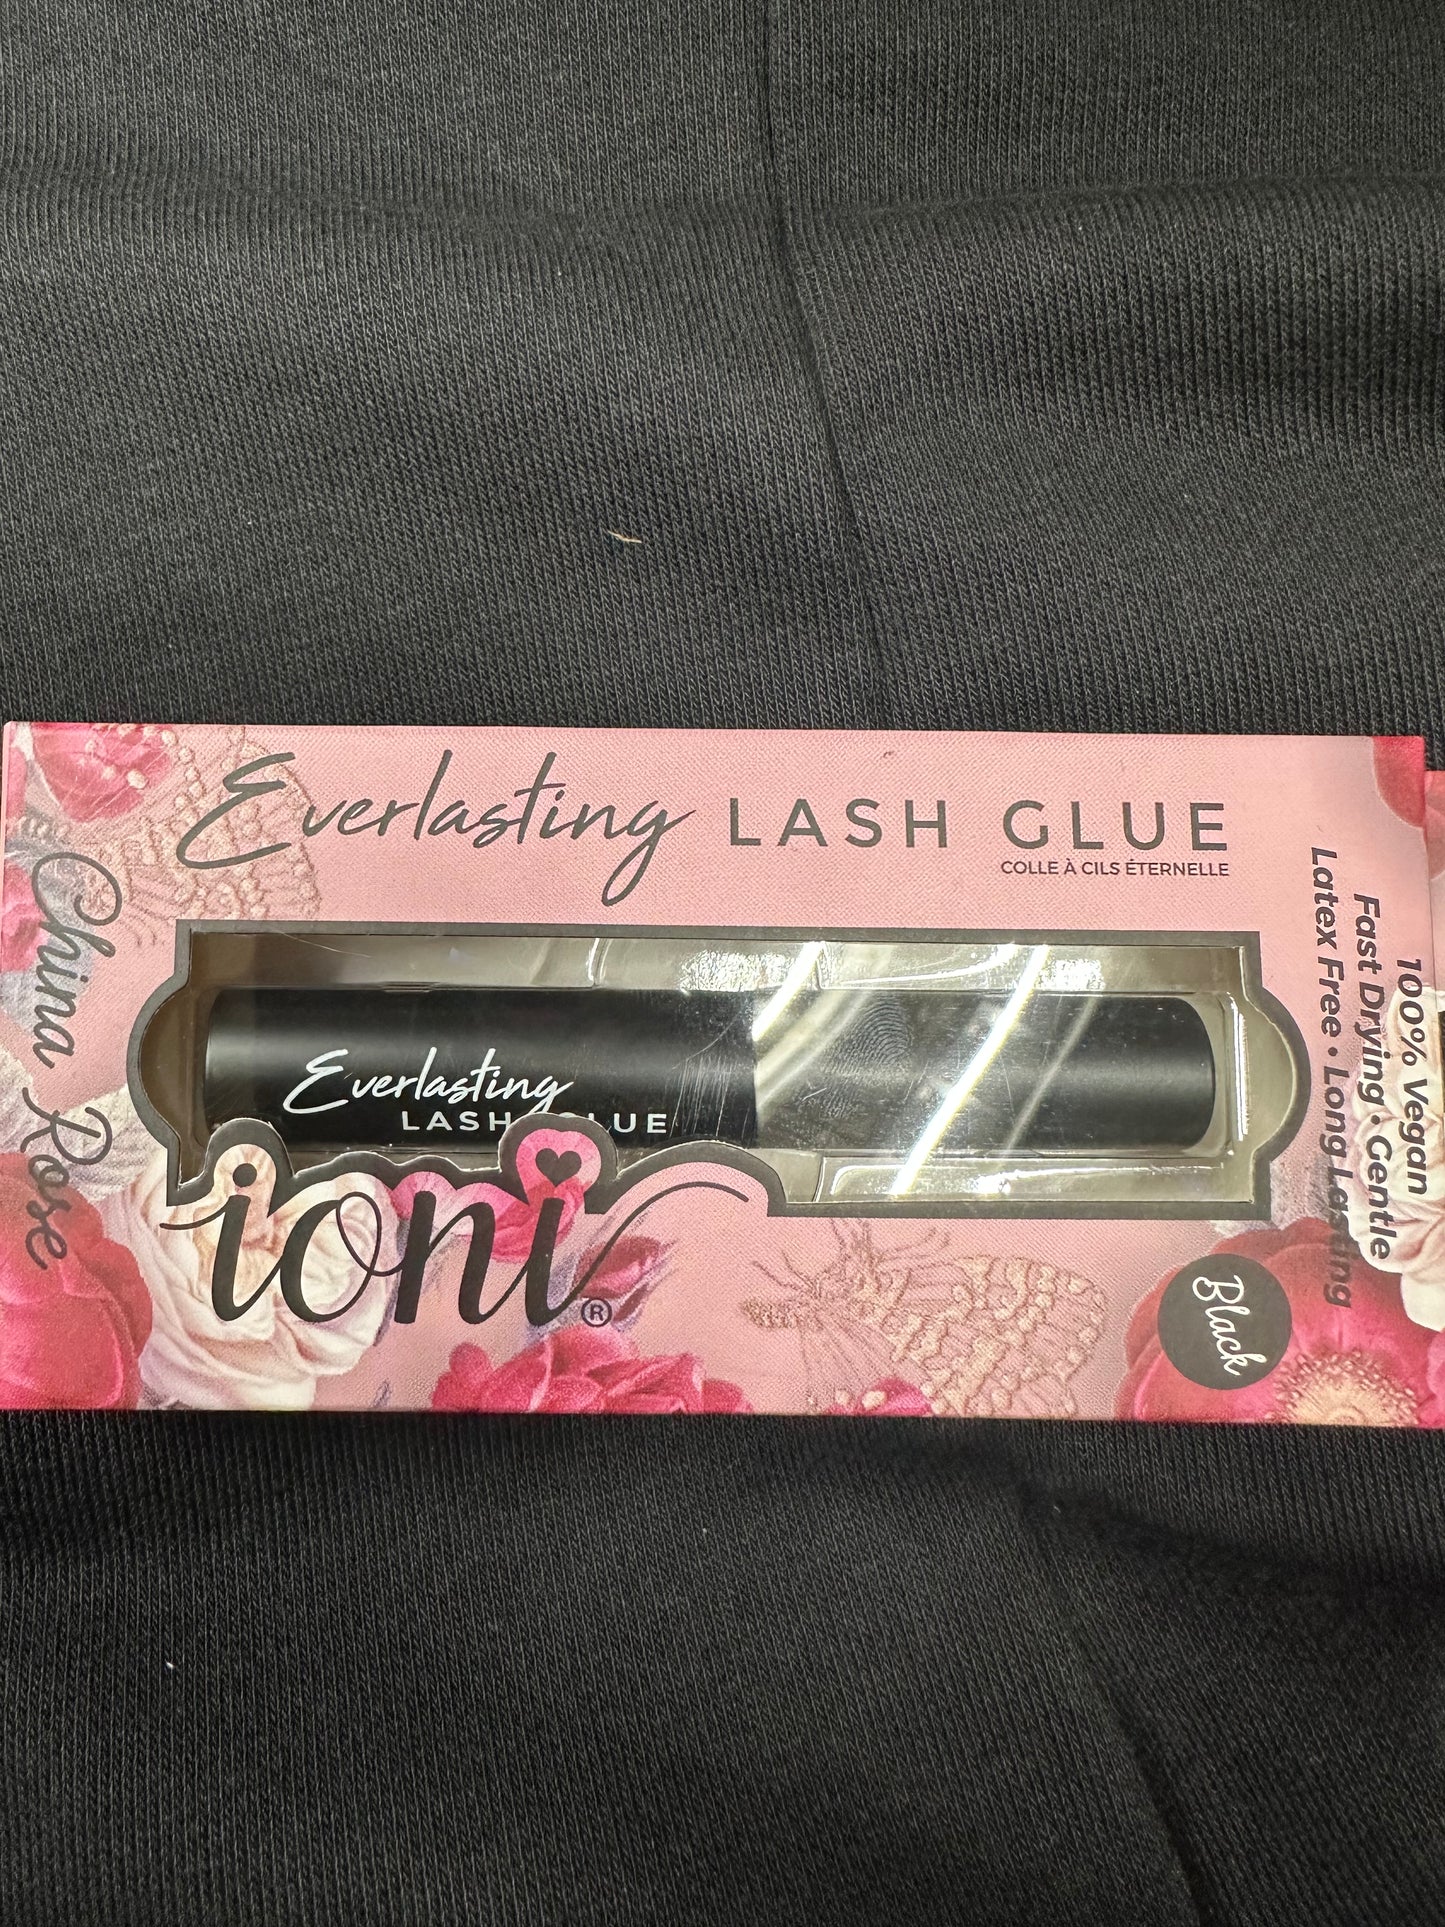 Everlasting LASH GLUE
COLLE À CILS ÉTERNELLE
China Rose
100% Vegan
Fast Drying • Gentle
Latex Free • Long Lasting
Everlasting
LASH GLUE
ioni®
Black